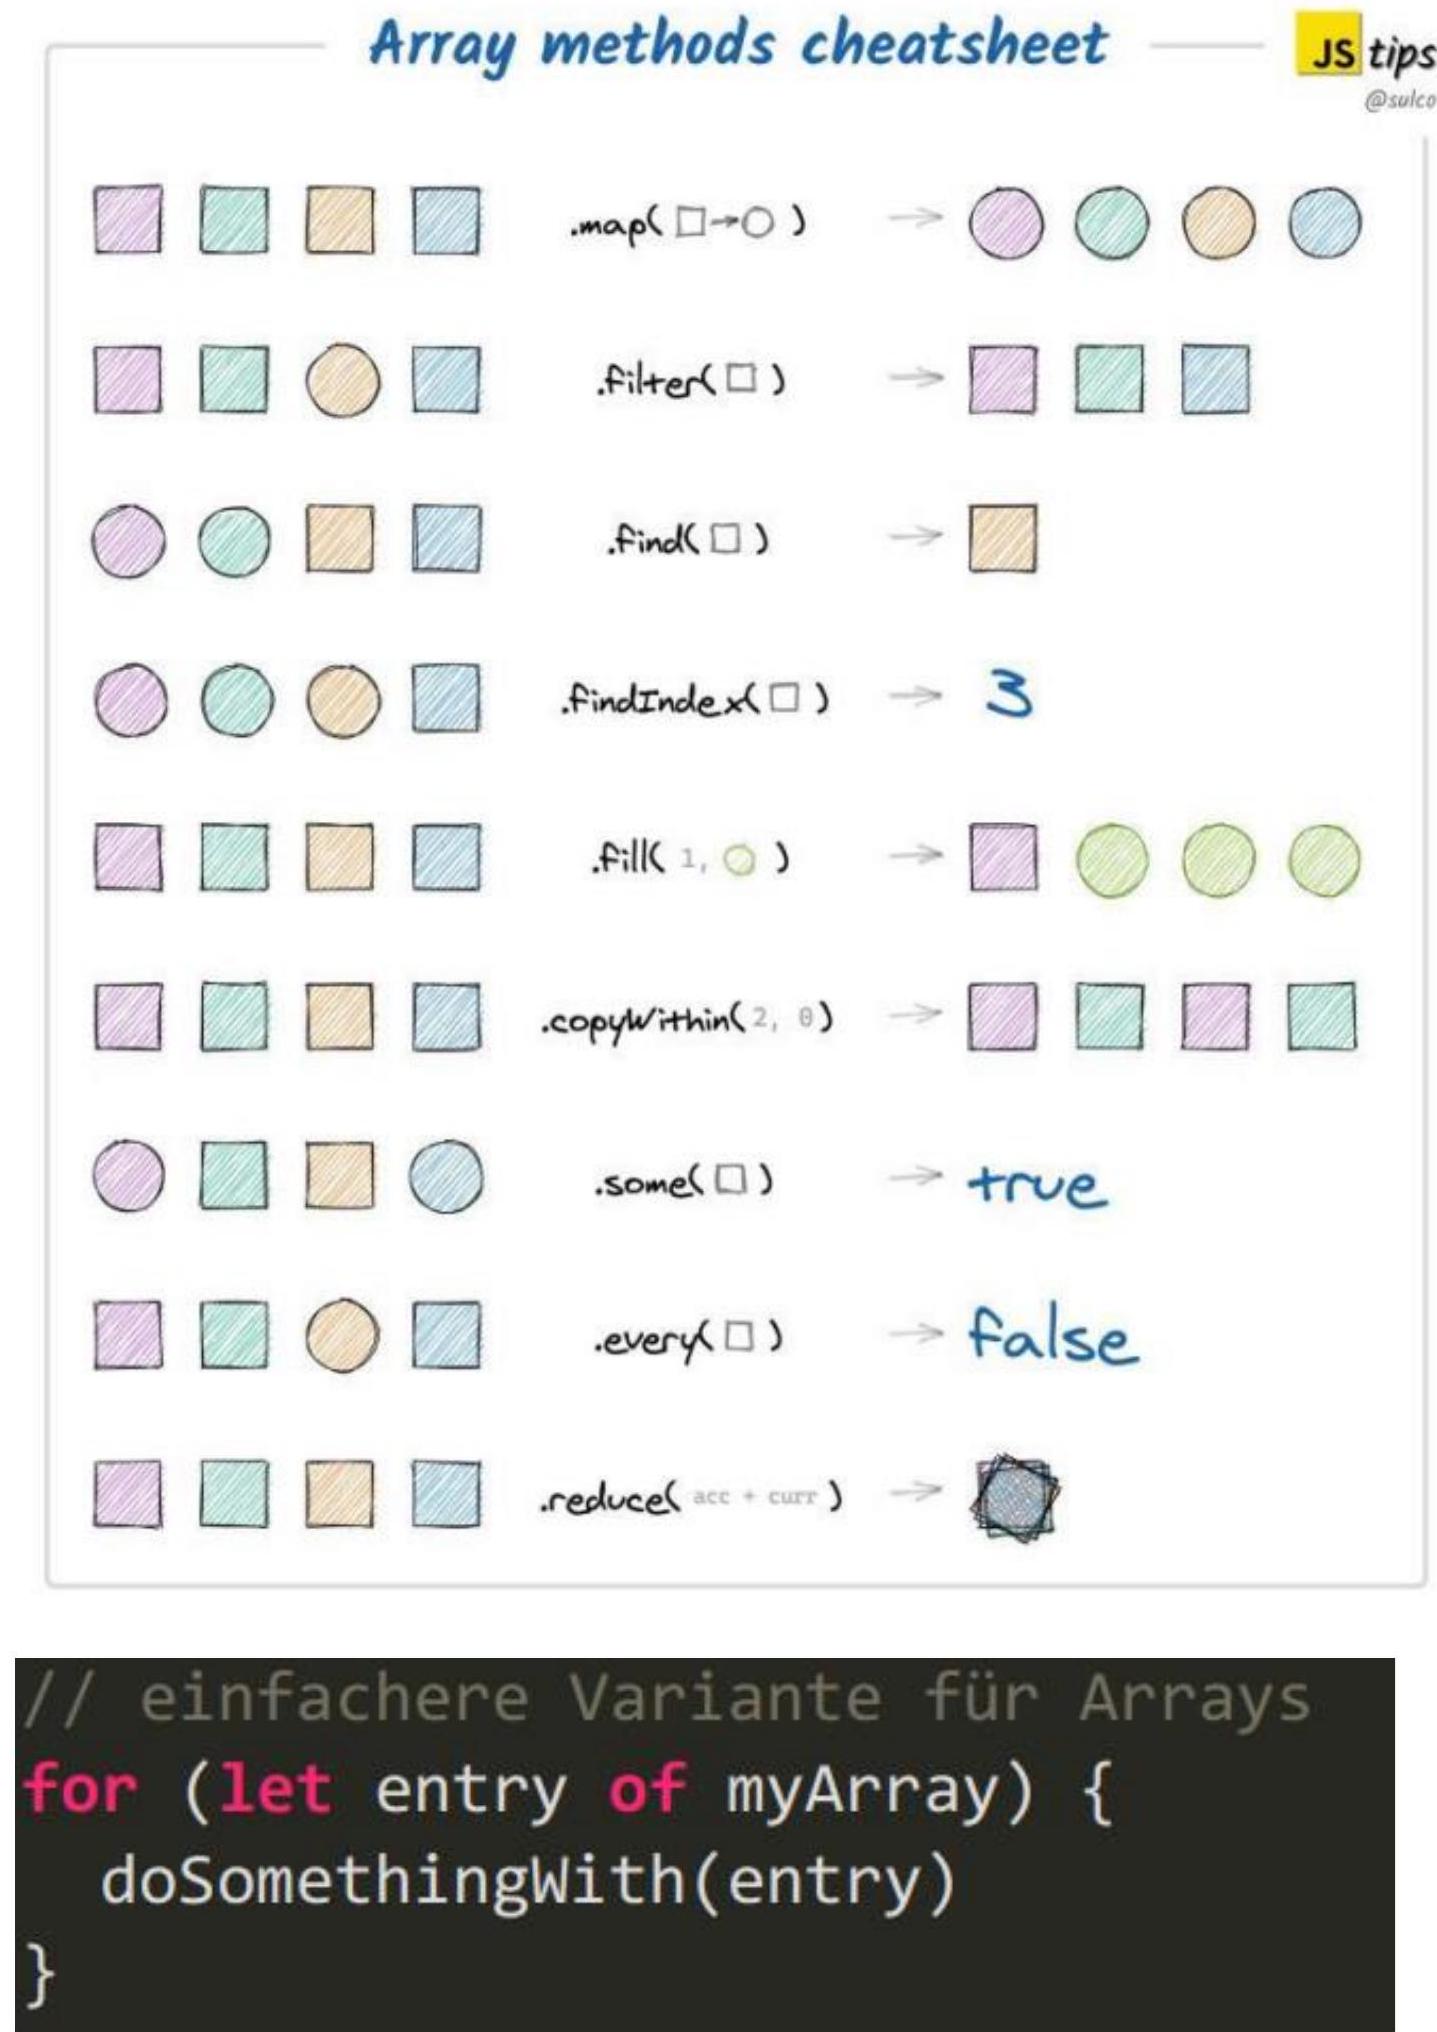 Array methods cheatsheet
JS tips
@sulco
.map( → )
.filter( )
.find( )
.findIndex( ) → 3
.fill( 1, )
.copyWithin( 2, 0 )
.some( ) → true
.every( ) → false
.reduce( acc + curr )
// einfachere Variante für Arrays
for (let entry of myArray) {
  doSomethingWith(entry)
}